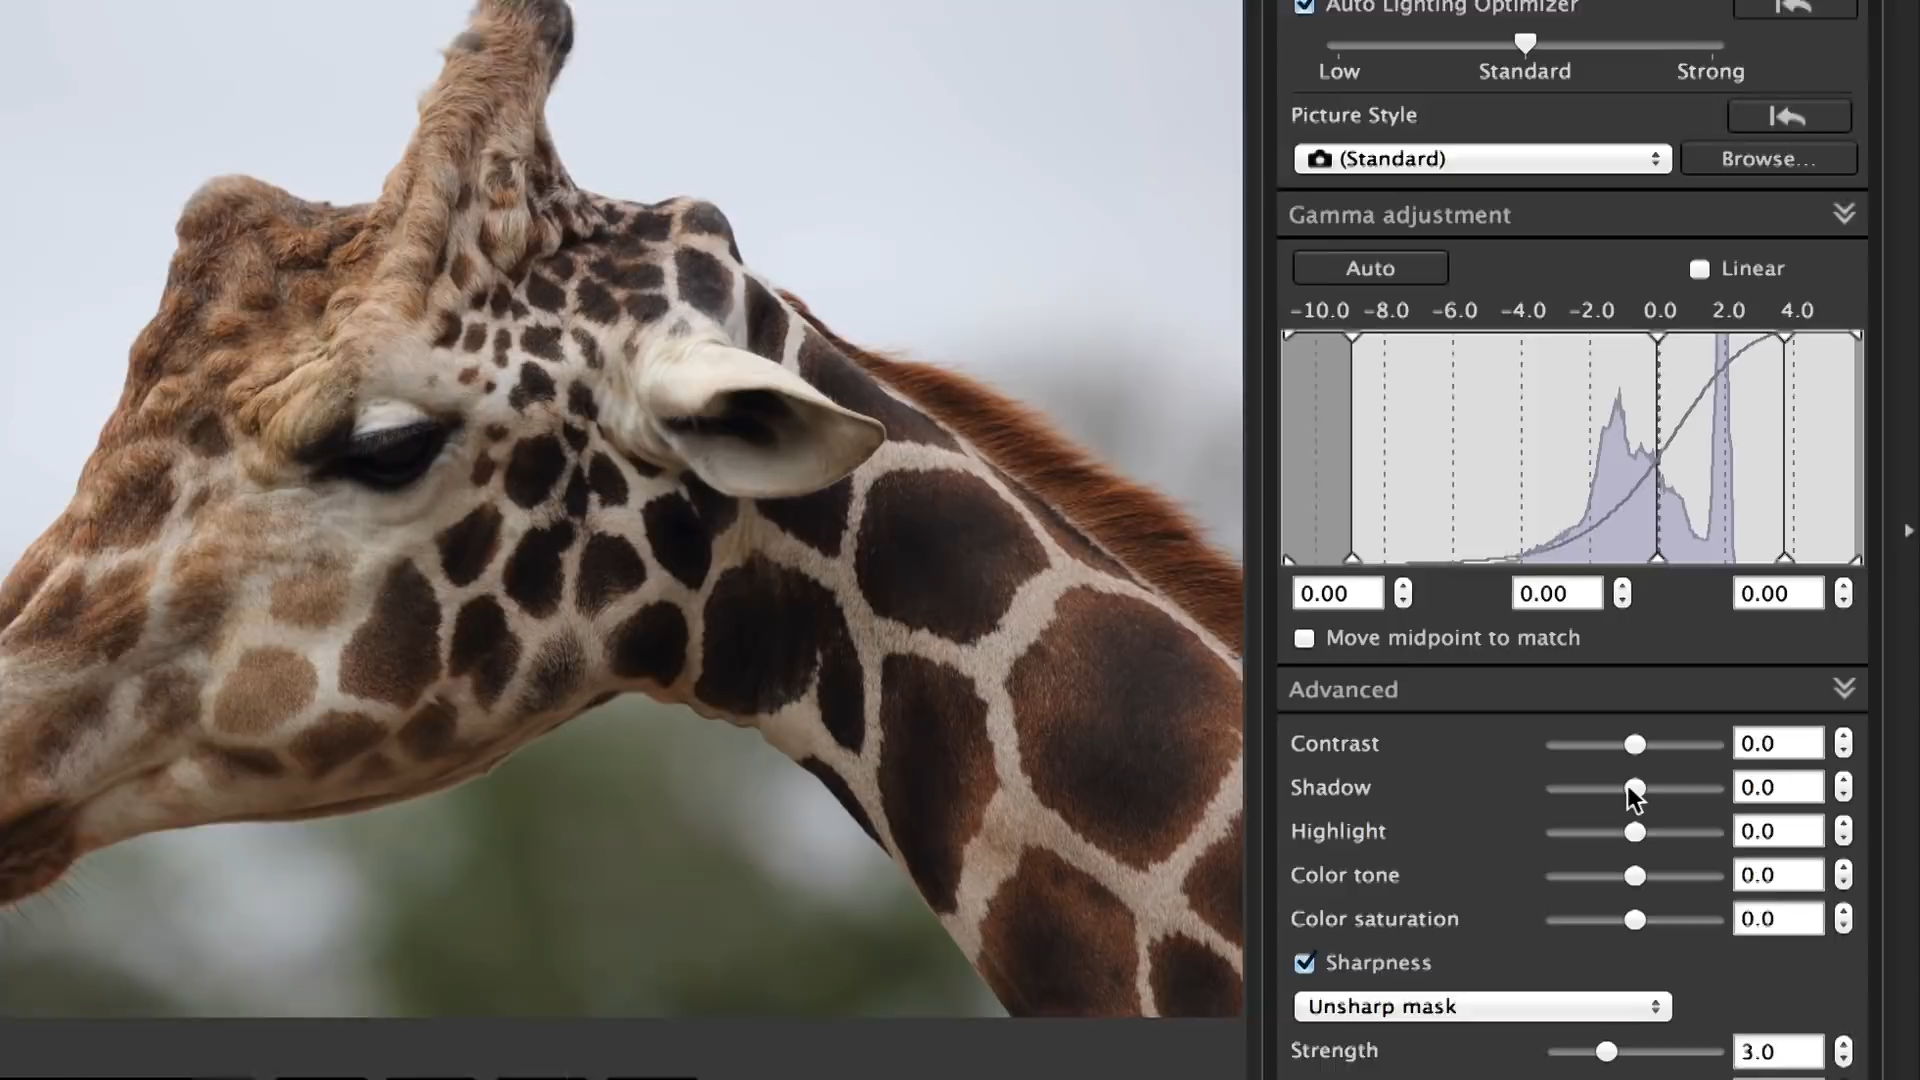 Auto Lighting Optimizer
Low Standard Strong
Picture Style
(Standard) Browse...
Gamma adjustment
Auto Linear
-10.0 -8.0 -6.0 -4.0 -2.0 0.0 2.0 4.0
0.00 0.00 0.00
Move midpoint to match
Advanced
Contrast 0.0
Shadow 0.0
Highlight 0.0
Color tone 0.0
Color saturation 0.0
Sharpness
Unsharp mask
Strength 3.0